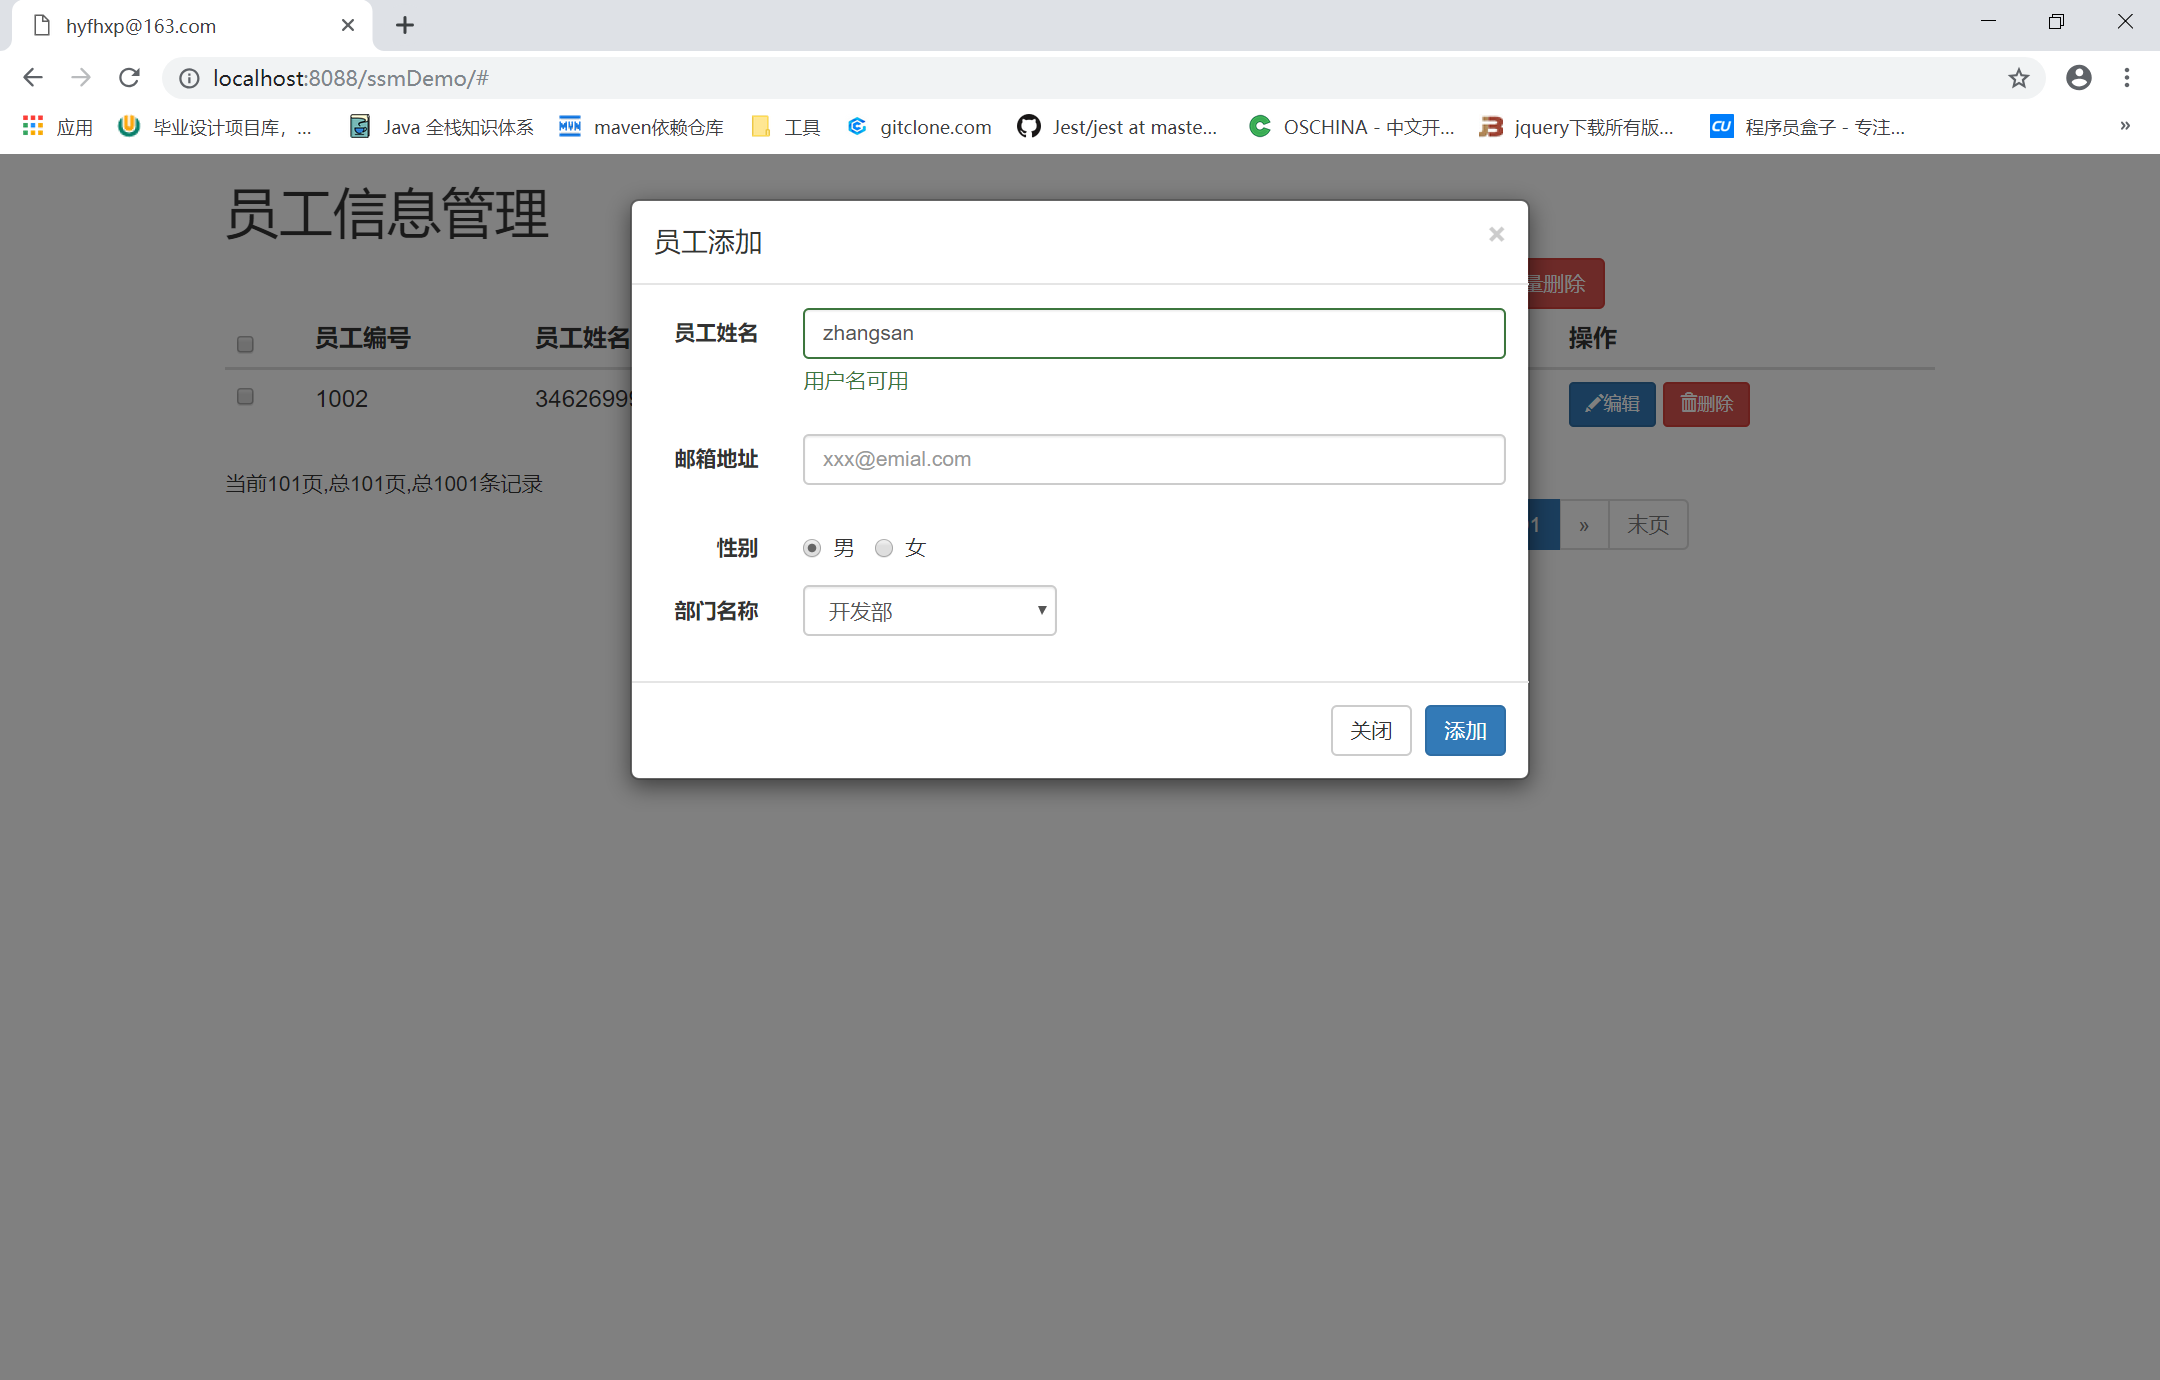 hyfhxp@163.com
localhost:8088/ssmDemo/#
应用 毕业设计项目库，... Java 全栈知识体系 maven依赖仓库 工具 gitclone.com Jest/jest at maste... OSCHINA - 中文开... jquery下载所有版... 程序员盒子 - 专注... »
员工信息管理
员工添加 ×
量删除
员工编号 员工姓名 操作
员工姓名 zhangsan
用户名可用
1002 3462699 编辑 删除
邮箱地址 xxx@emial.com
当前101页,总101页,总1001条记录
1 » 末页
性别 男 女
部门名称 开发部
关闭 添加